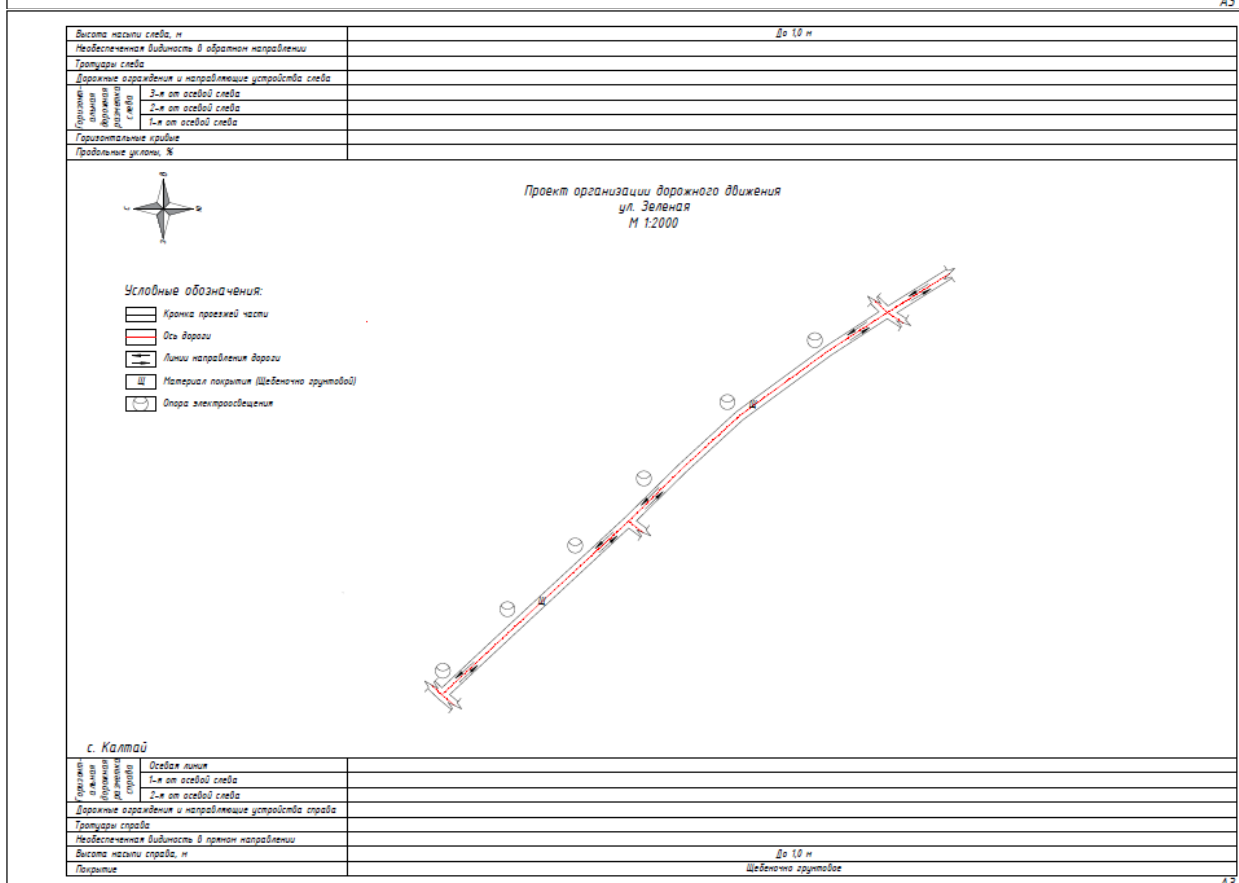 А3
Высота насыпи слева, м До 1,0 м
Необеспеченная видимость в обратном направлении
Тротуары слева
Дорожные ограждения и направляющие устройства слева
Горизонтальная дорожная разметка слева
3-я от осевой слева
2-я от осевой слева
1-я от осевой слева
Горизонтальные кривые
Продольные уклоны, %
В
С Ю
З
Проект организации дорожного движения
ул. Зеленая
М 1:2000
Условные обозначения:
Кромка проезжей части
Ось дороги
Линии направления дороги
Щ Материал покрытия (Щебеночно грунтовой)
Опора электроосвещения
Щ
Щ
с. Калтай
Горизонтальная дорожная разметка справа
Осевая линия
1-я от осевой слева
2-я от осевой слева
Дорожные ограждения и направляющие устройства справа
Тротуары справа
Необеспеченная видимость в прямом направлении
Высота насыпи справа, м До 1,0 м
Покрытие Щебеночно грунтовое
А3